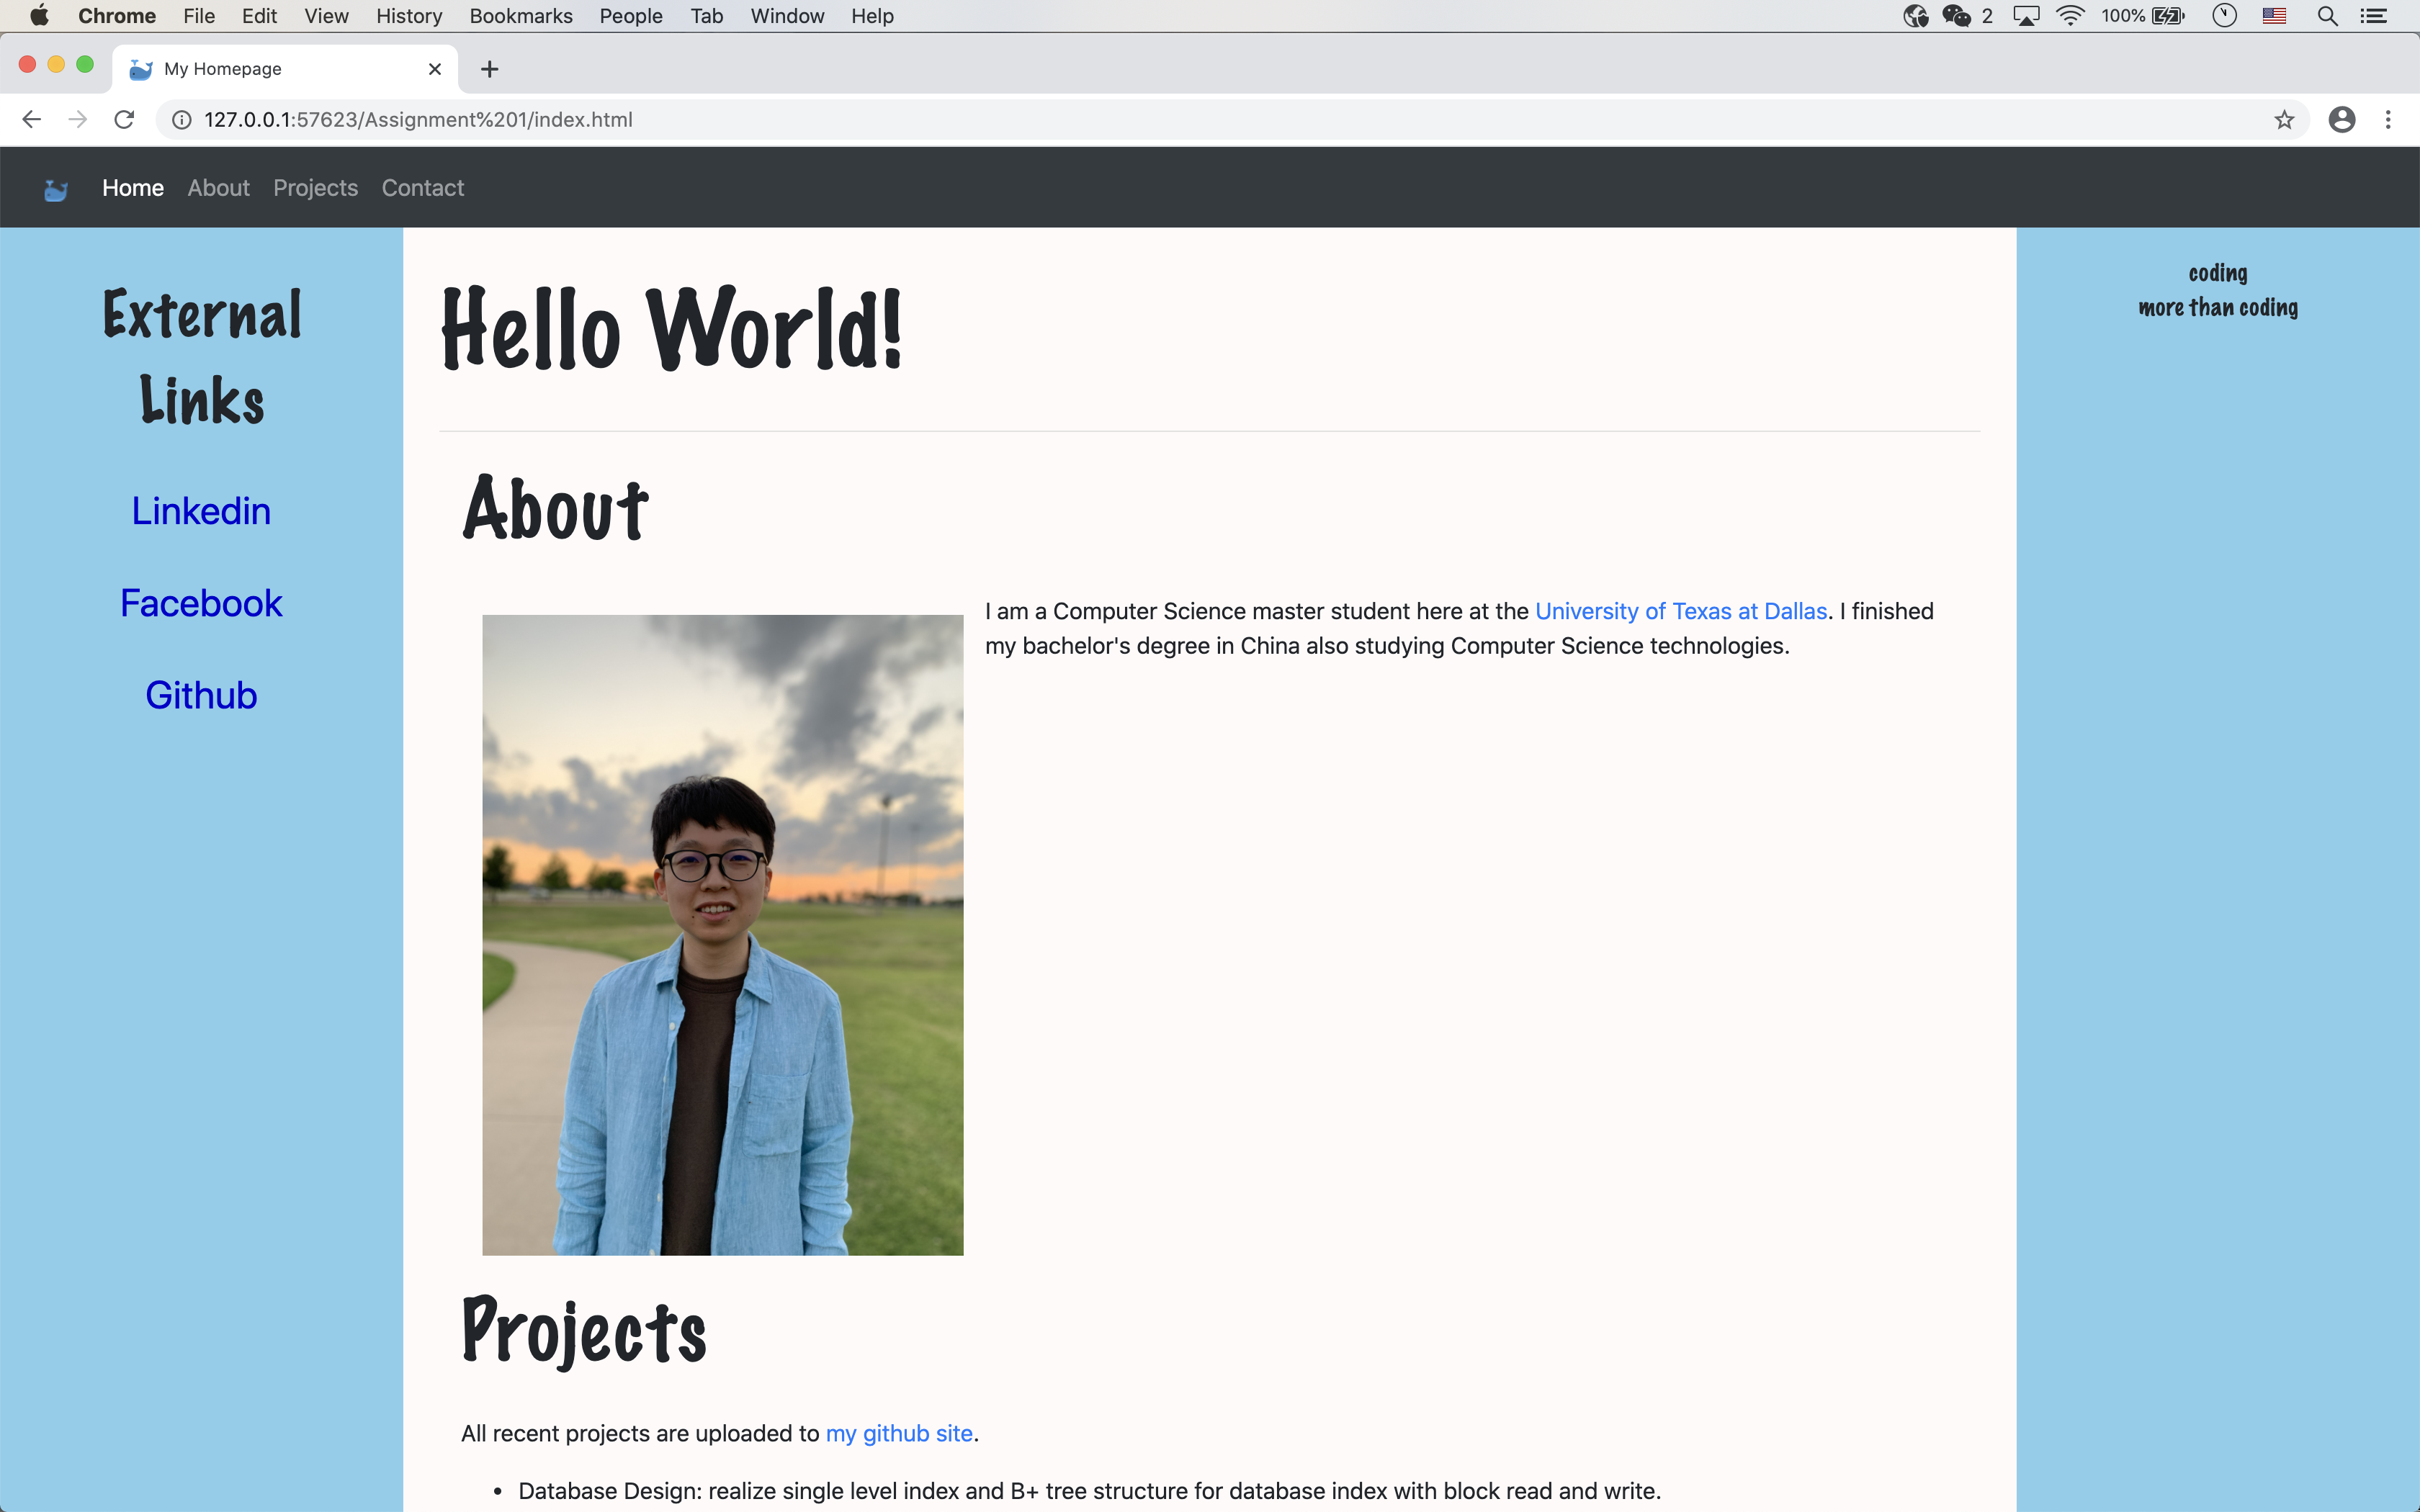 Chrome File Edit View History Bookmarks People Tab Window Help 2 100%
My Homepage
127.0.0.1:57623/Assignment%201/index.html
Home About Projects Contact
External
Links
Linkedin
Facebook
Github
Hello World!
About
I am a Computer Science master student here at the University of Texas at Dallas. I finished
my bachelor's degree in China also studying Computer Science technologies.
Projects
All recent projects are uploaded to my github site.
• Database Design: realize single level index and B+ tree structure for database index with block read and write.
coding
more than coding